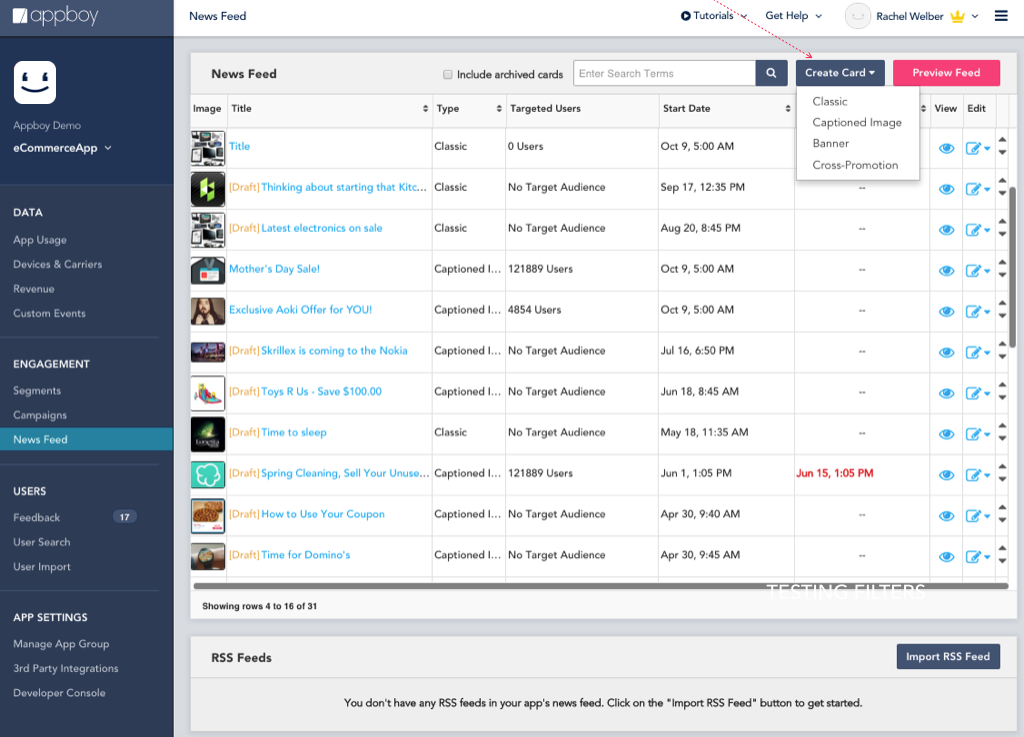 appboy
News Feed
Tutorials
Get Help
Rachel Welber
Appboy Demo
eCommerceApp
DATA
App Usage
Devices & Carriers
Revenue
Custom Events
ENGAGEMENT
Segments
Campaigns
News Feed
USERS
Feedback 17
User Search
User Import
APP SETTINGS
Manage App Group
3rd Party Integrations
Developer Console
News Feed
Include archived cards
Enter Search Terms
Create Card
Preview Feed
Classic
Captioned Image
Banner
Cross-Promotion
Image Title Type Targeted Users Start Date View Edit
Title Classic 0 Users Oct 9, 5:00 AM
[Draft] Thinking about starting that Kitc... Classic No Target Audience Sep 17, 12:35 PM --
[Draft] Latest electronics on sale Classic No Target Audience Aug 20, 8:45 PM --
Mother's Day Sale! Captioned I... 121889 Users Oct 9, 5:00 AM --
Exclusive Aoki Offer for YOU! Captioned I... 4854 Users Oct 9, 5:00 AM --
[Draft] Skrillex is coming to the Nokia Captioned I... No Target Audience Jul 16, 6:50 PM --
[Draft] Toys R Us - Save $100.00 Captioned I... No Target Audience Jun 18, 8:45 AM --
[Draft] Time to sleep Classic No Target Audience May 18, 11:35 AM --
[Draft] Spring Cleaning, Sell Your Unuse... Captioned I... 121889 Users Jun 1, 1:05 PM Jun 15, 1:05 PM
[Draft] How to Use Your Coupon Captioned I... No Target Audience Apr 30, 9:40 AM --
[Draft] Time for Domino's Captioned I... No Target Audience Apr 30, 9:45 AM --
TESTING FILTERS
Showing rows 4 to 16 of 31
RSS Feeds
Import RSS Feed
You don't have any RSS feeds in your app's news feed. Click on the "Import RSS Feed" button to get started.